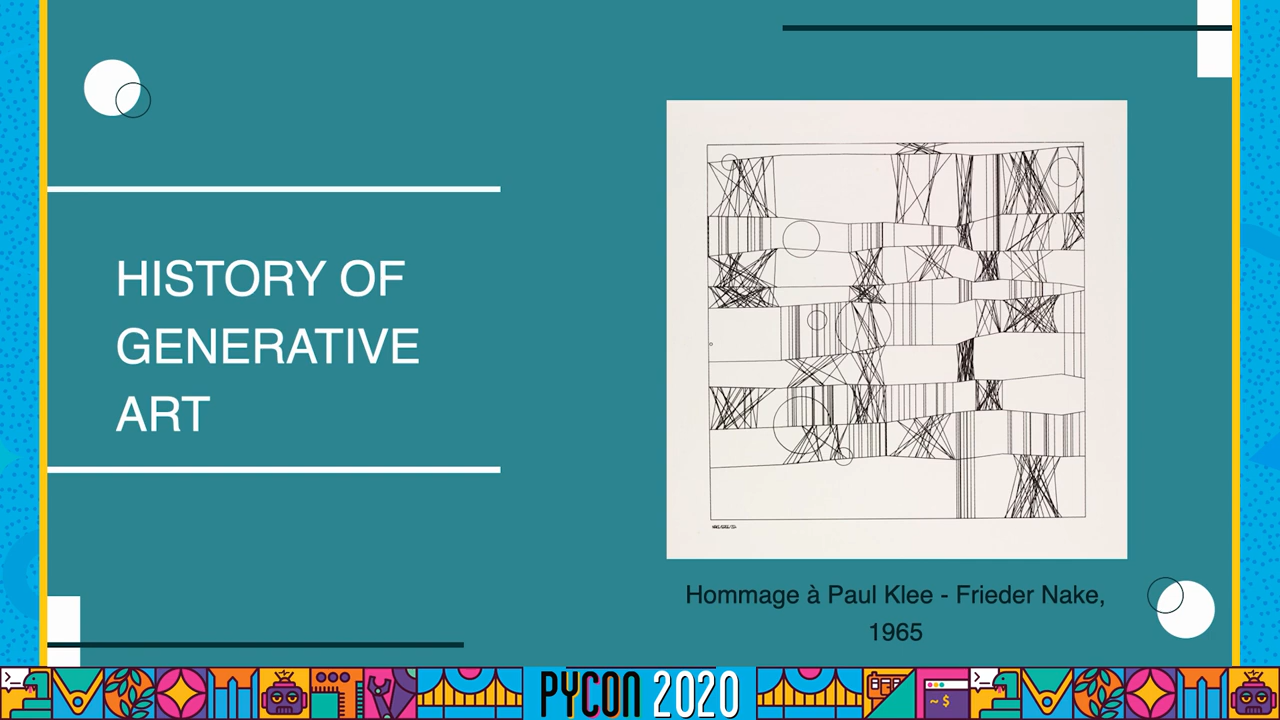 HISTORY OF
GENERATIVE
ART
Hommage à Paul Klee - Frieder Nake,
1965
~$
PYCON 2020